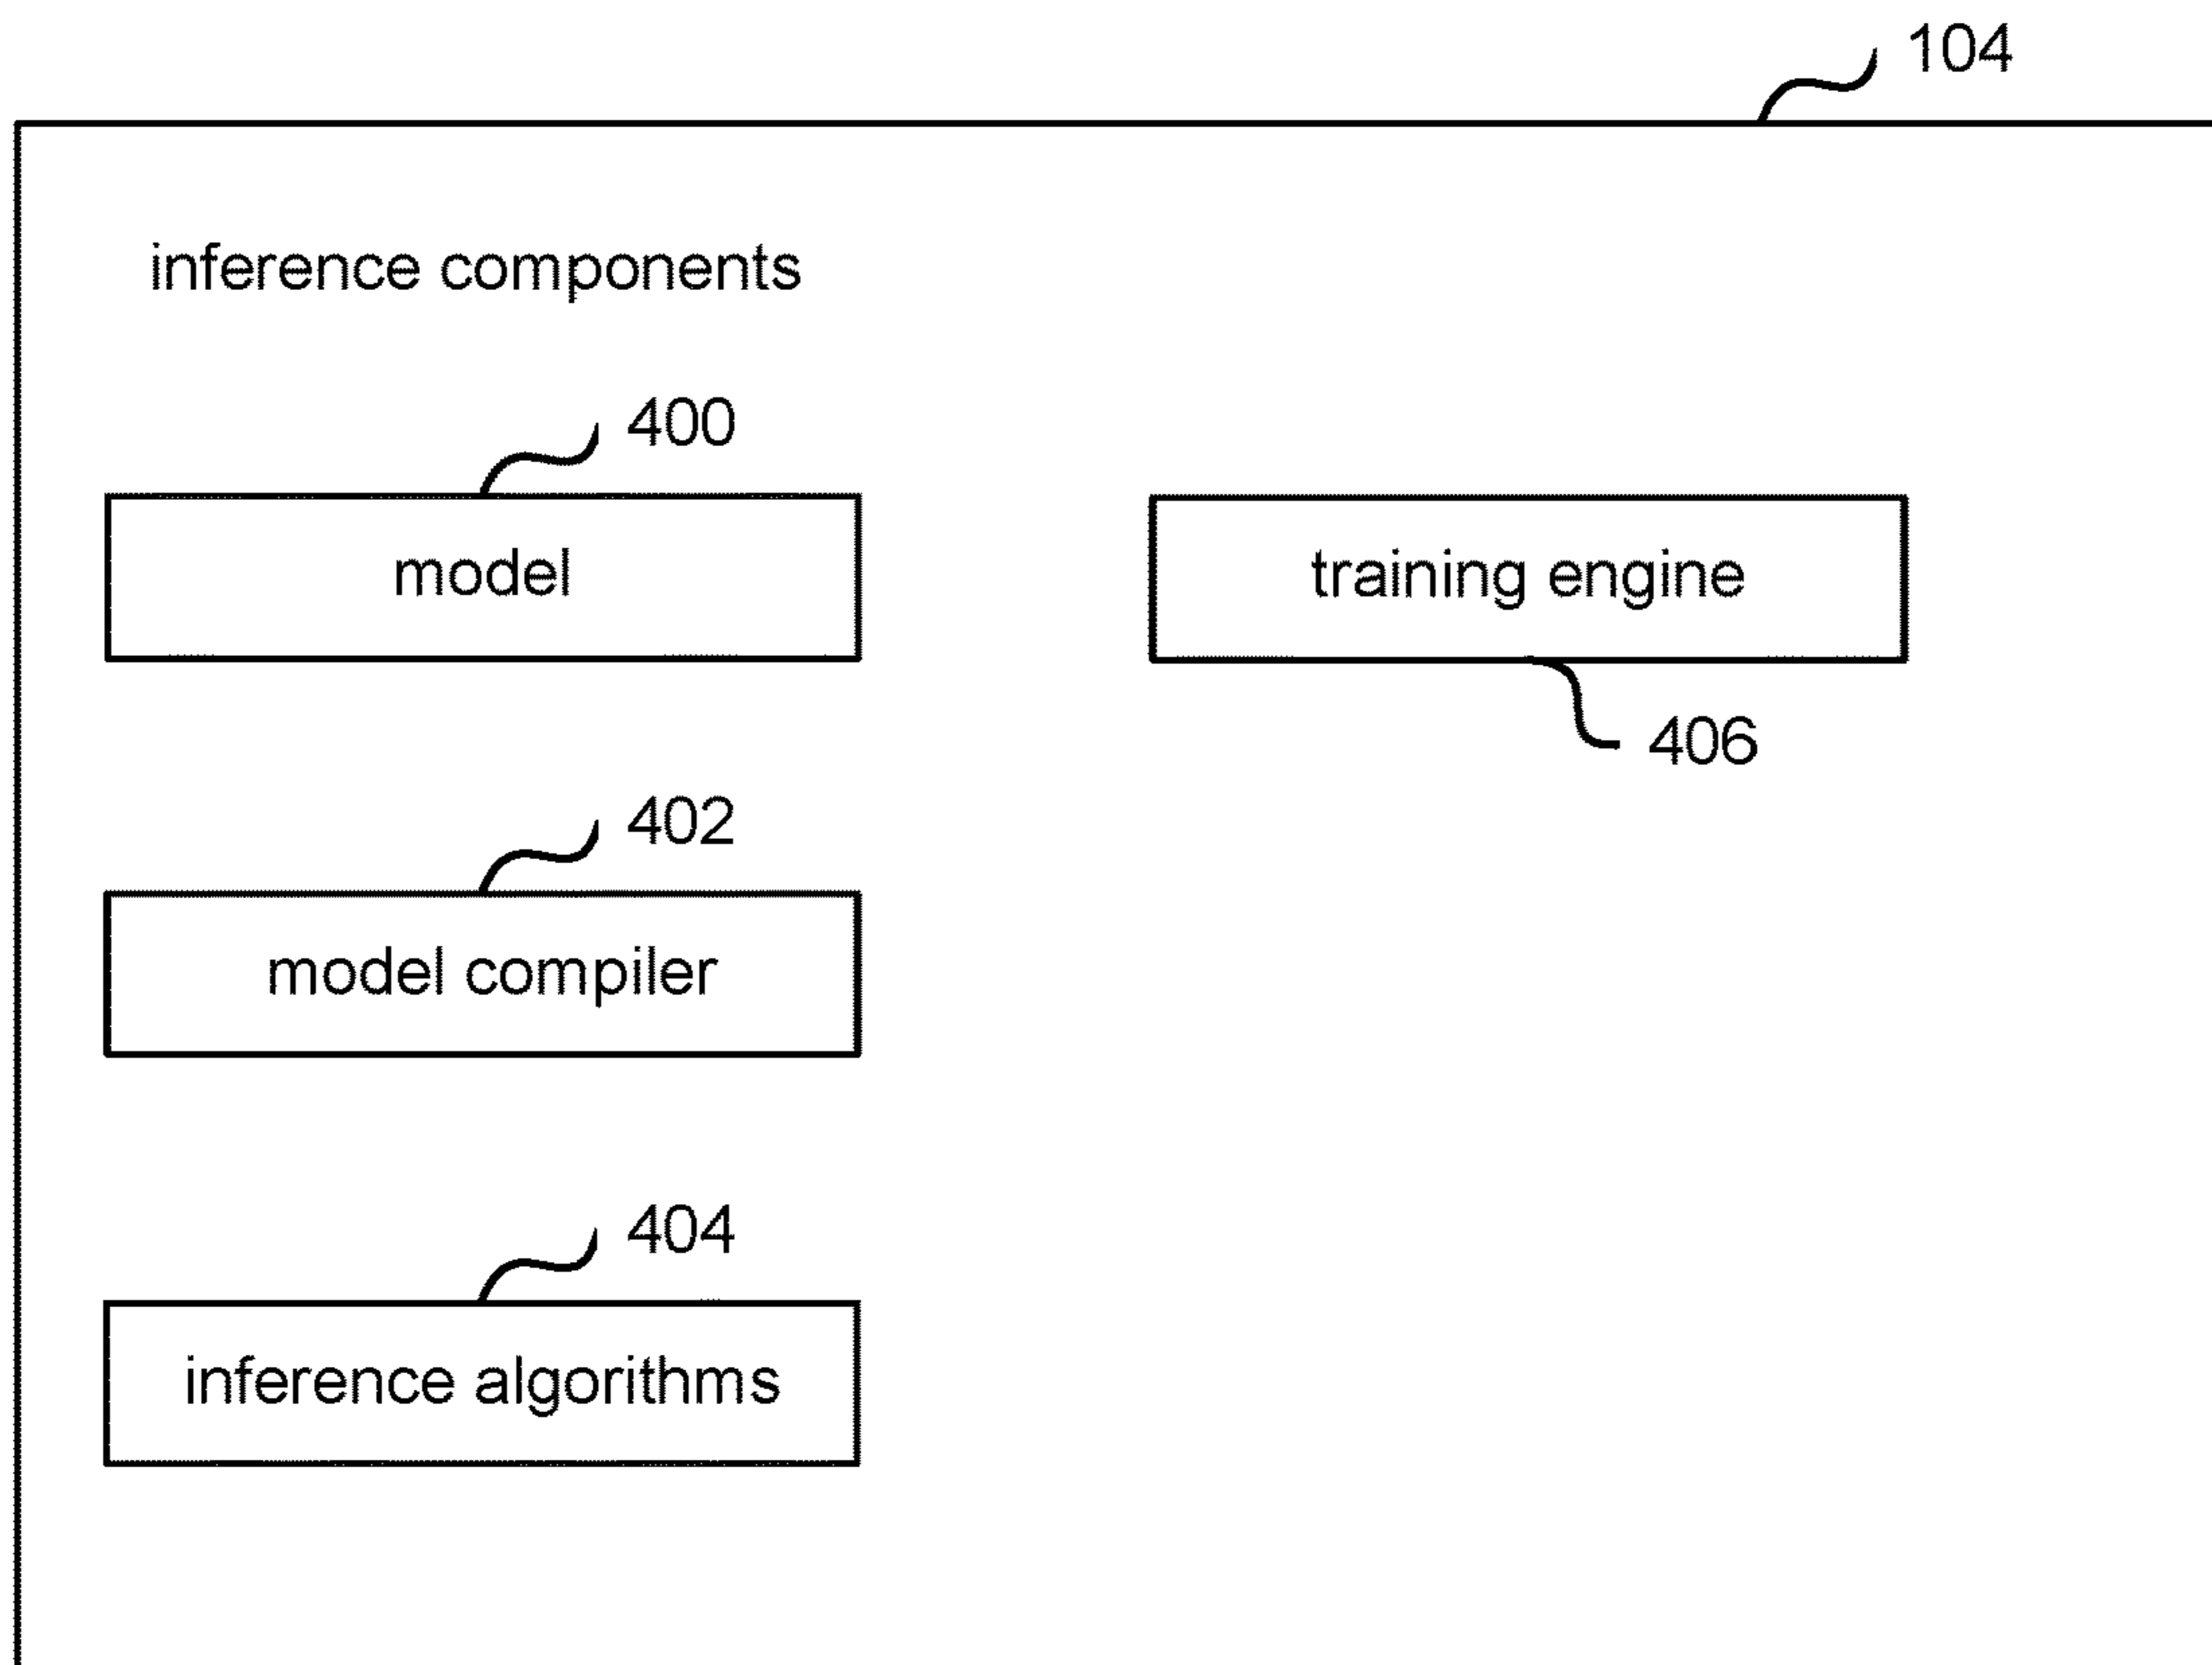 104
inference components
400
model
training engine
406
402
model compiler
404
inference algorithms